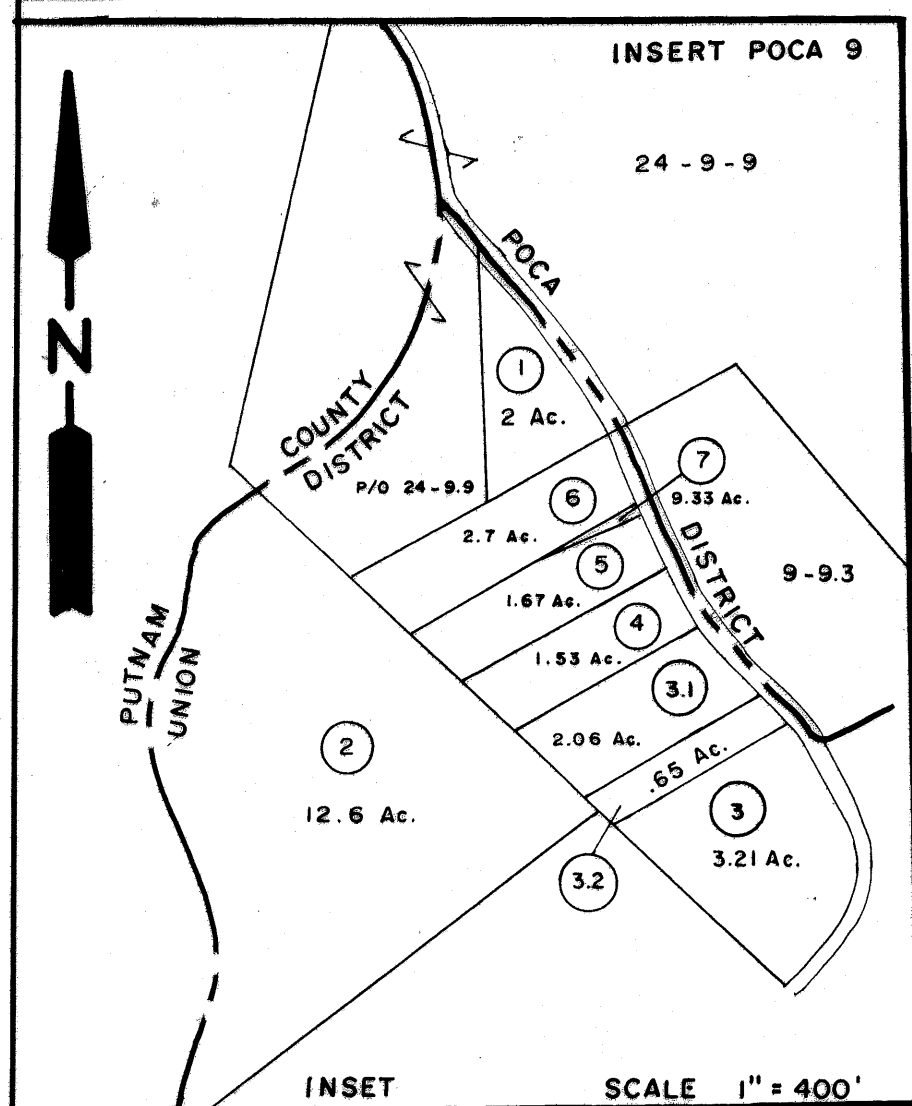 INSERT POCA 9
24-9-9
N
POCA
1
2 Ac.
COUNTY
DISTRICT
P/O 24-9.9
7
9.33 Ac.
6
2.7 Ac.
DISTRICT
9-9.3
5
1.67 Ac.
4
1.53 Ac.
PUTNAM
UNION
3.1
2.06 Ac.
2
12.6 Ac.
.65 Ac.
3
3.21 Ac.
3.2
INSET
SCALE 1" = 400'